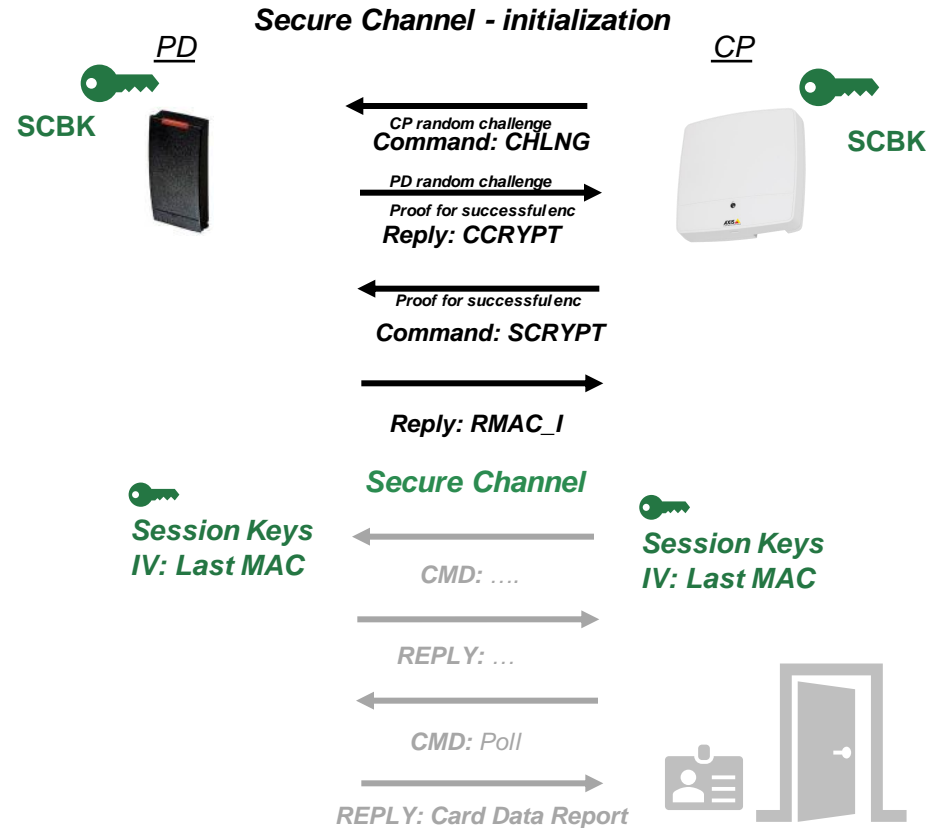 Secure Channel - initialization
PD
CP
SCBK
SCBK
CP random challenge
Command: CHLNG
PD random challenge
Proof for successful enc
Reply: CCRYPT
AXIS
Proof for successful enc
Command: SCRYPT
Reply: RMAC_I
Secure Channel
Session Keys
IV: Last MAC
Session Keys
IV: Last MAC
CMD: ....
REPLY: ...
CMD: Poll
REPLY: Card Data Report